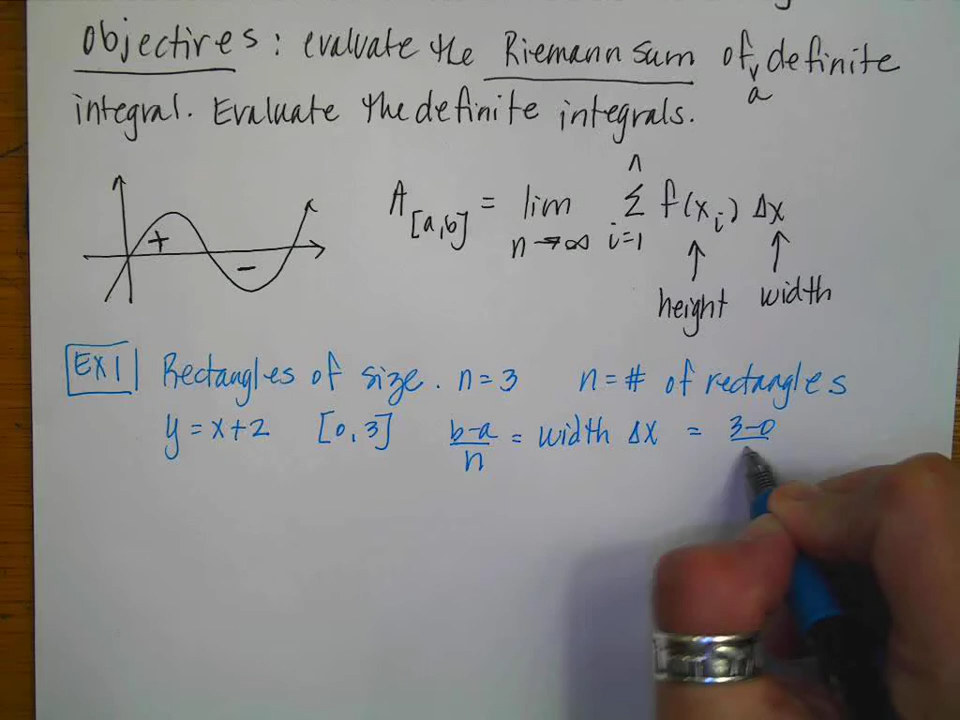 objectives: evaluate the Riemann sum of a definite
integral. Evaluate the definite integrals.
A[a,b] = lim n→∞ n Σ i=1 f(xᵢ) Δx
+ −
height width
EX1 Rectangles of size. n=3 n=# of rectangles
y=x+2 [0,3] b-a/n = width Δx = 3-0